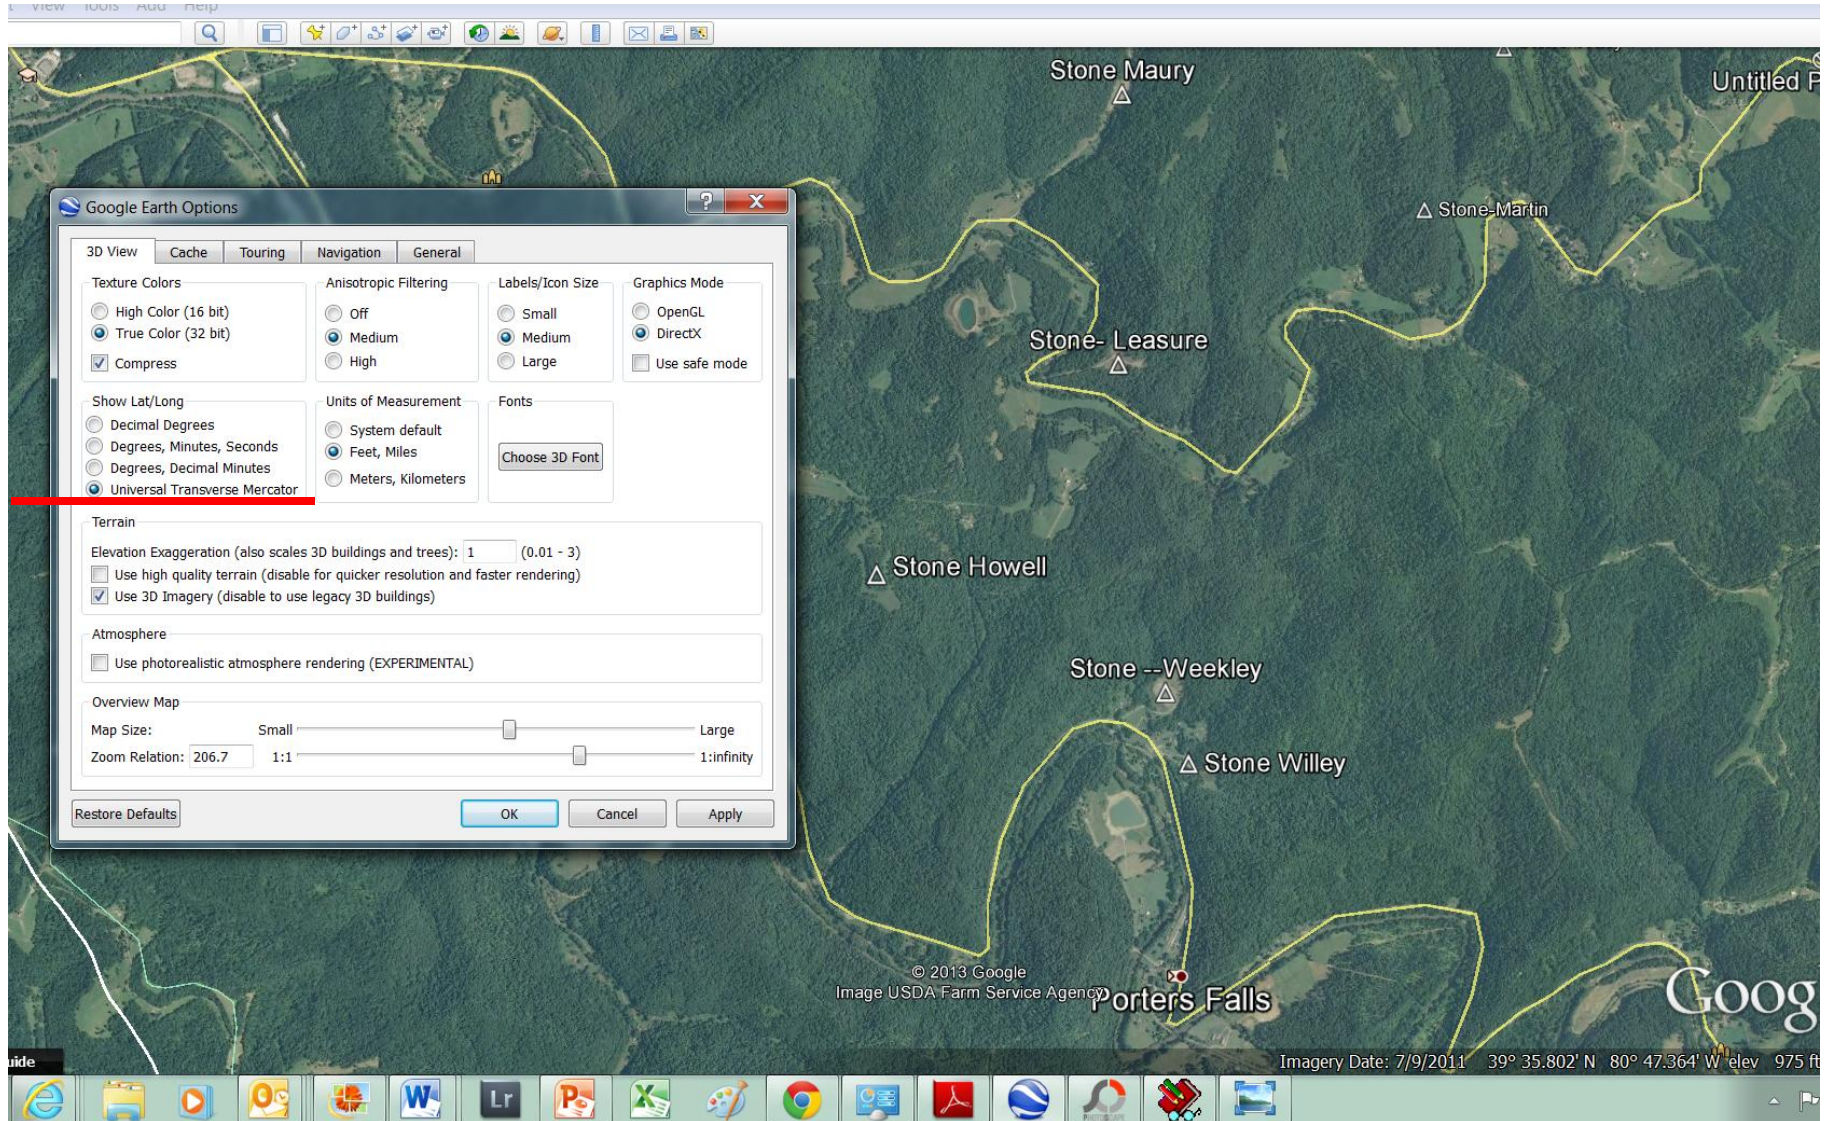 View Tools Add Help
Stone Maury
Untitled P
Google Earth Options
Stone-Martin
3D View Cache Touring Navigation General
Texture Colors Anisotropic Filtering Labels/Icon Size Graphics Mode
High Color (16 bit) Off Small OpenGL
True Color (32 bit) Medium Medium DirectX
Compress High Large Use safe mode
Stone- Leasure
Show Lat/Long Units of Measurement Fonts
Decimal Degrees System default
Degrees, Minutes, Seconds Feet, Miles Choose 3D Font
Degrees, Decimal Minutes
Universal Transverse Mercator Meters, Kilometers
Terrain
Elevation Exaggeration (also scales 3D buildings and trees): 1 (0.01 - 3)
Use high quality terrain (disable for quicker resolution and faster rendering)
Use 3D Imagery (disable to use legacy 3D buildings)
Stone Howell
Atmosphere
Use photorealistic atmosphere rendering (EXPERIMENTAL)
Stone --Weekley
Overview Map
Map Size: Small Large
Zoom Relation: 206.7 1:1 1:infinity
Stone Willey
Restore Defaults OK Cancel Apply
© 2013 Google
Image USDA Farm Service Agency
Porters Falls
Goog
uide
Imagery Date: 7/9/2011 39° 35.802' N 80° 47.364' W elev 975 ft
Lr